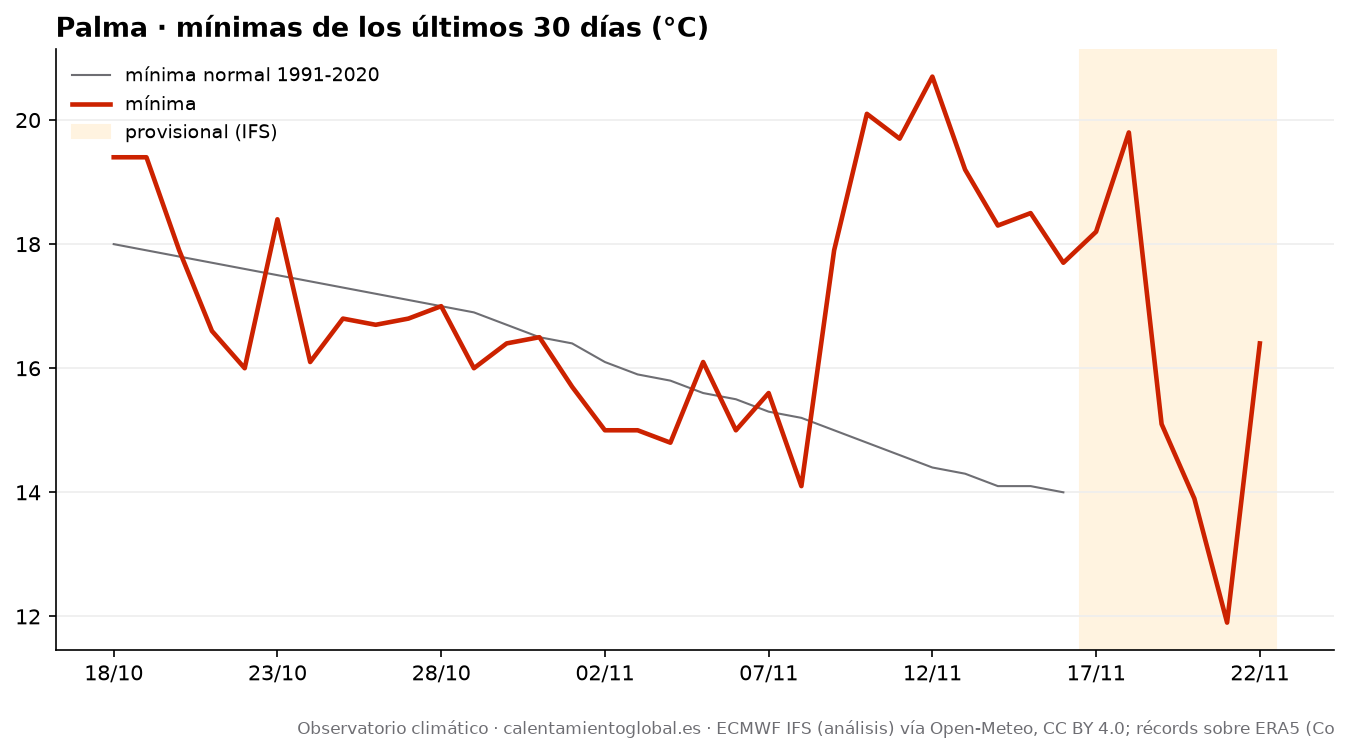 Palma · mínimas de los últimos 30 días (°C)
mínima normal 1991-2020
mínima
provisional (IFS)
20
18
16
14
12
18/10 23/10 28/10 02/11 07/11 12/11 17/11 22/11
Observatorio climático · calentamientoglobal.es · ECMWF IFS (análisis) vía Open-Meteo, CC BY 4.0; récords sobre ERA5 (Co